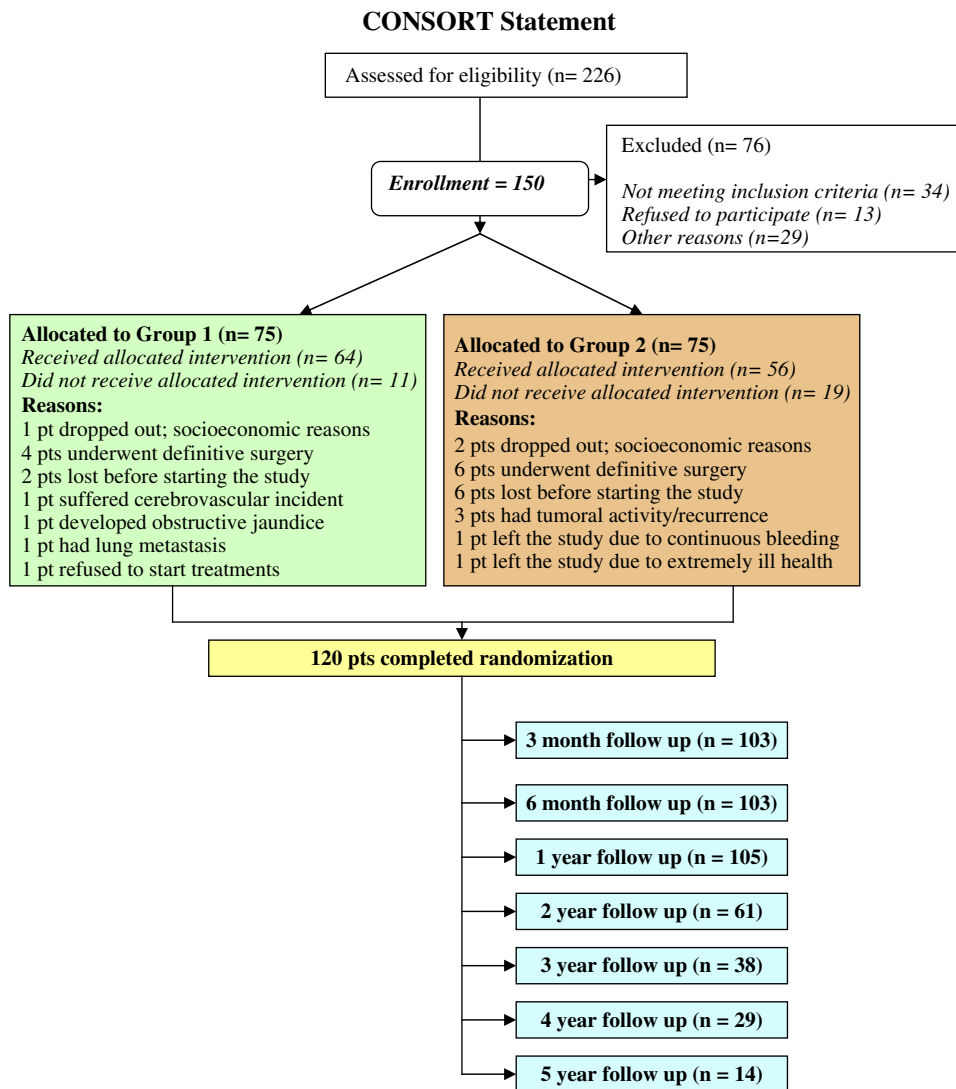 CONSORT Statement
Assessed for eligibility (n= 226)
Excluded (n= 76)
Not meeting inclusion criteria (n= 34)
Refused to participate (n= 13)
Other reasons (n=29)
Enrollment = 150
Allocated to Group 1 (n= 75)
Received allocated intervention (n= 64)
Did not receive allocated intervention (n= 11)
Reasons:
1 pt dropped out; socioeconomic reasons
4 pts underwent definitive surgery
2 pts lost before starting the study
1 pt suffered cerebrovascular incident
1 pt developed obstructive jaundice
1 pt had lung metastasis
1 pt refused to start treatments
Allocated to Group 2 (n= 75)
Received allocated intervention (n= 56)
Did not receive allocated intervention (n= 19)
Reasons:
2 pts dropped out; socioeconomic reasons
6 pts underwent definitive surgery
6 pts lost before starting the study
3 pts had tumoral activity/recurrence
1 pt left the study due to continuous bleeding
1 pt left the study due to extremely ill health
120 pts completed randomization
3 month follow up (n = 103)
6 month follow up (n = 103)
1 year follow up (n = 105)
2 year follow up (n = 61)
3 year follow up (n = 38)
4 year follow up (n = 29)
5 year follow up (n = 14)